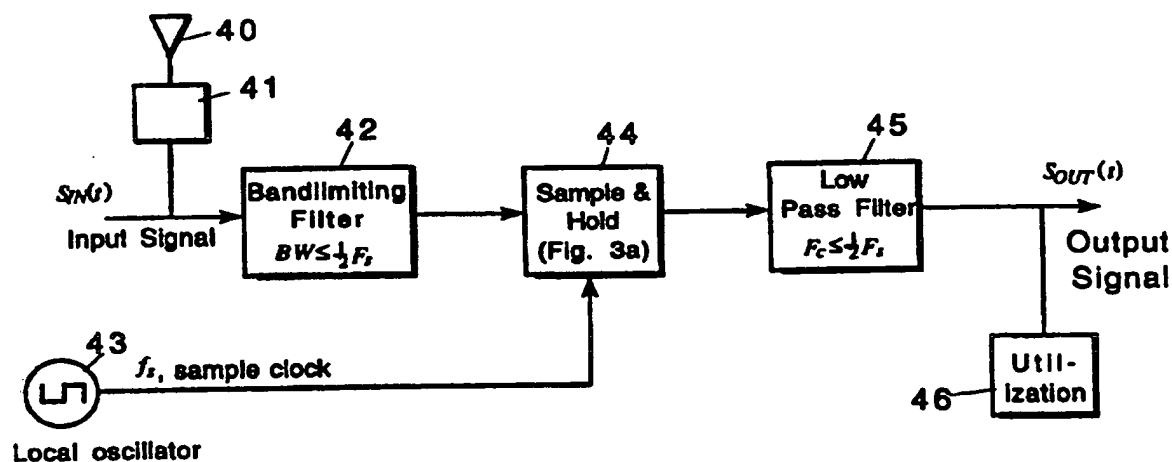 40
41
42
44
45
S_IN(t)
Input Signal
Bandlimiting
Filter
BW≤½F_s
Sample &
Hold
(Fig. 3a)
Low
Pass Filter
F_C≤½F_s
S_OUT(t)
Output
Signal
43
f_s, sample clock
Local oscillator
46
Util-
ization